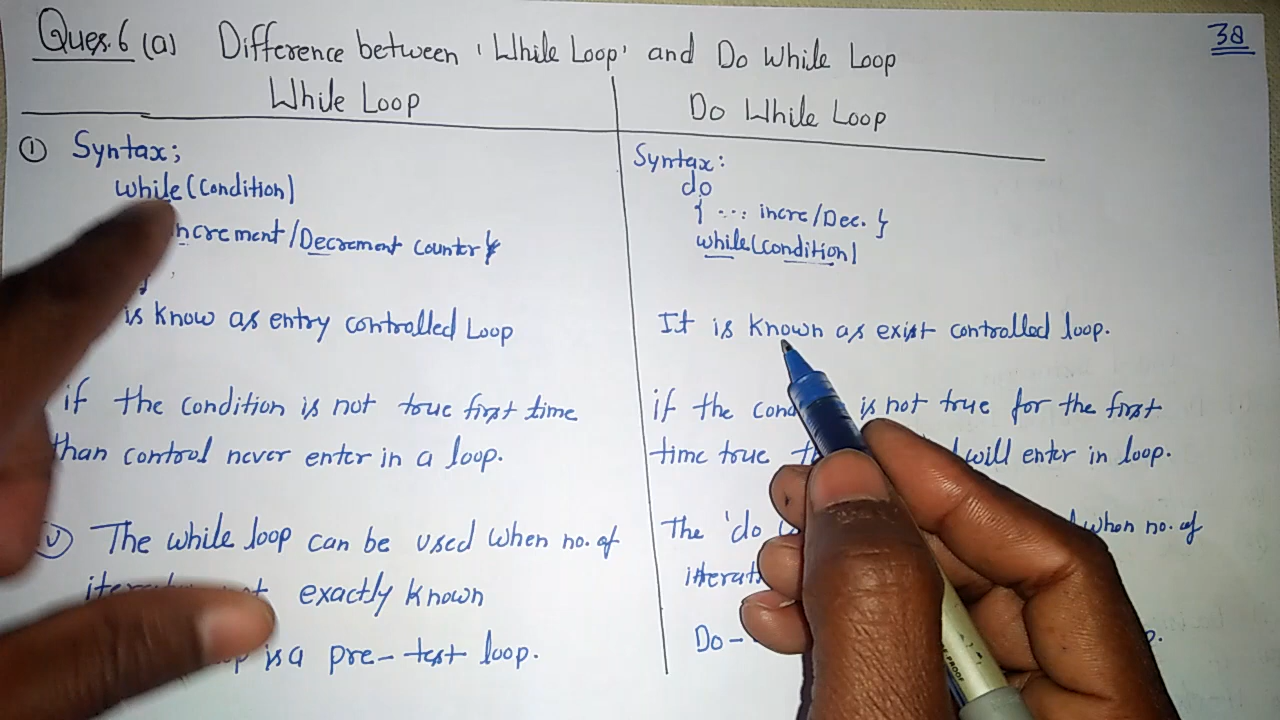 Ques.6 (a) Difference between 'While Loop' and Do While Loop
38
While Loop
Do While Loop
① Syntax;
while (Condition)
Increment/Decrement counter }
is know as entry controlled Loop
if the condition is not true first time
than control never enter in a loop.
The while loop can be used when no. of
exactly known
is a pre-test loop.
Syntax:
do
{ ... incre/Dec. }
while(condition)
It is known as exist controlled loop.
if the is not true for the first
time true will enter in loop.
The 'do when no. of
Do-